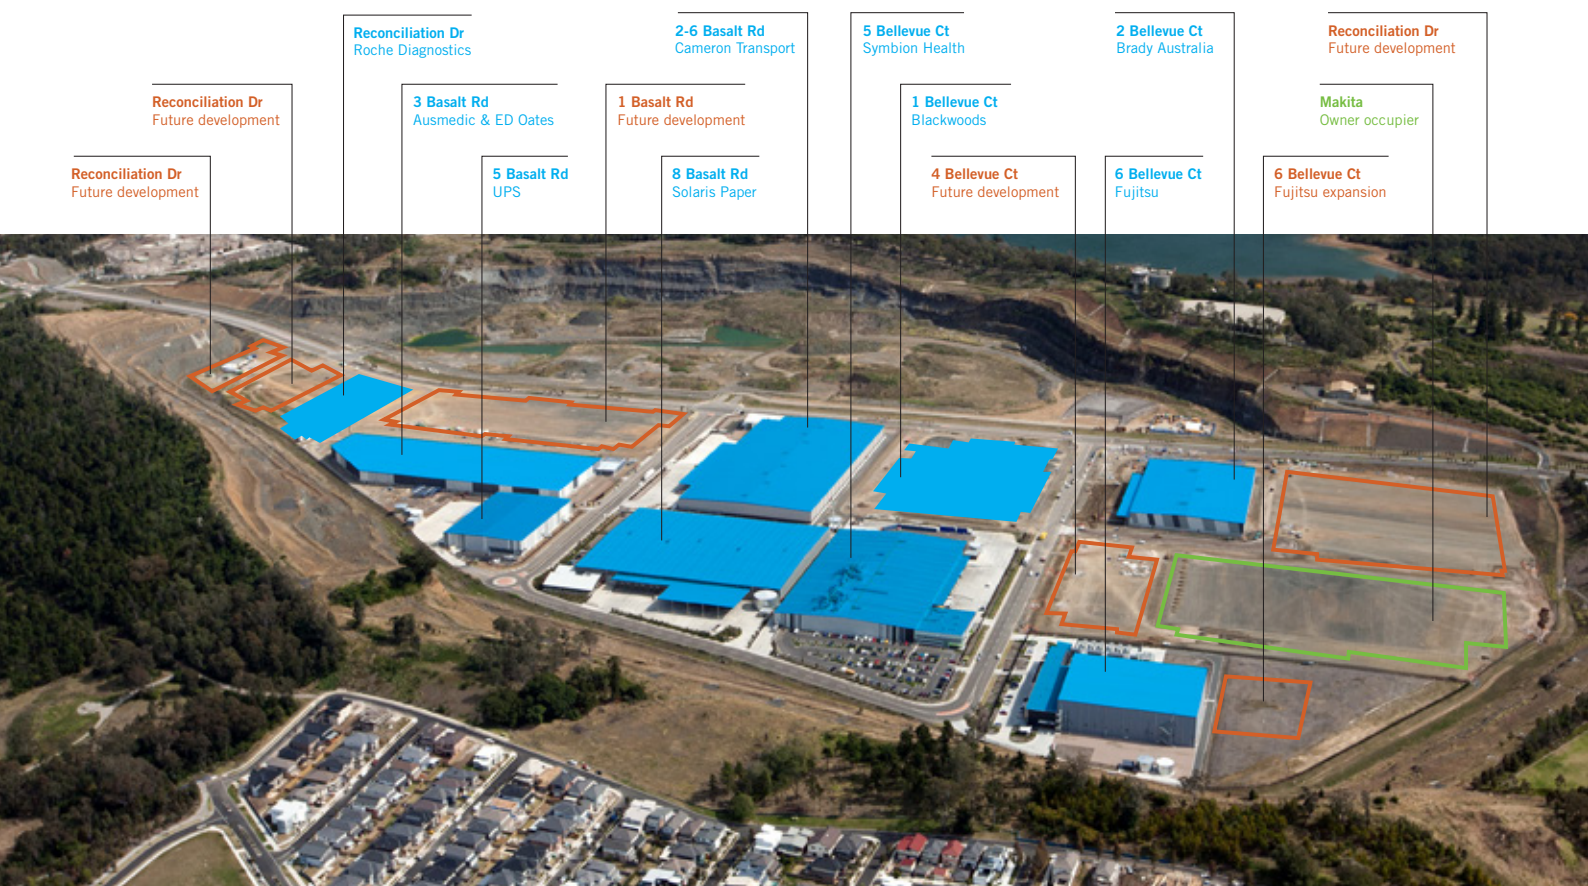 Reconciliation Dr
Roche Diagnostics
2-6 Basalt Rd
Cameron Transport
5 Bellevue Ct
Symbion Health
2 Bellevue Ct
Brady Australia
Reconciliation Dr
Future development
Reconciliation Dr
Future development
3 Basalt Rd
Ausmedic & ED Oates
1 Basalt Rd
Future development
1 Bellevue Ct
Blackwoods
Makita
Owner occupier
Reconciliation Dr
Future development
5 Basalt Rd
UPS
8 Basalt Rd
Solaris Paper
4 Bellevue Ct
Future development
6 Bellevue Ct
Fujitsu
6 Bellevue Ct
Fujitsu expansion